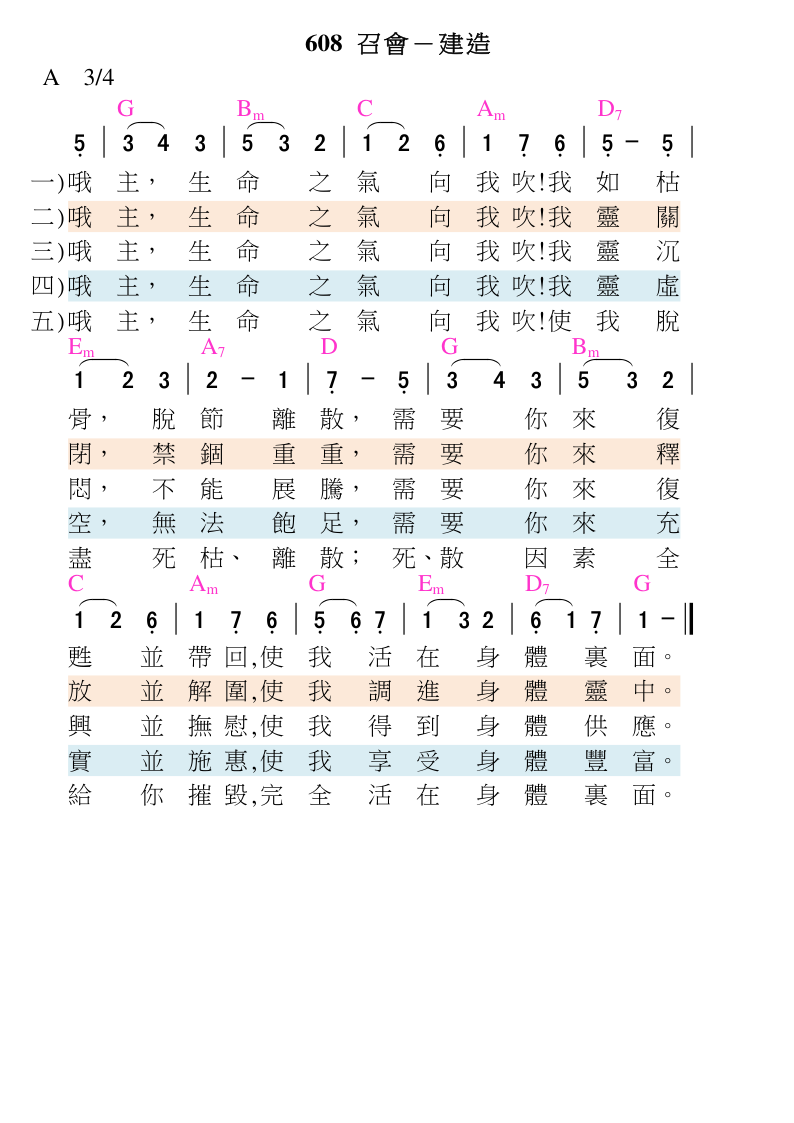 608 召會－建造
A 3/4
G Bm C Am D7
5̣ | 3 4 3 | 5 3 2 | 1 2 6̣ | 1 7̣ 6̣ | 5̣ － 5̣ |
一)哦 主， 生 命 之 氣 向 我 吹!我 如 枯
二)哦 主， 生 命 之 氣 向 我 吹!我 靈 關
三)哦 主， 生 命 之 氣 向 我 吹!我 靈 沉
四)哦 主， 生 命 之 氣 向 我 吹!我 靈 虛
五)哦 主， 生 命 之 氣 向 我 吹!使 我 脫
Em A7 D G Bm
1 2 3 | 2 － 1 | 7̣ － 5̣ | 3 4 3 | 5 3 2 |
骨， 脫 節 離 散， 需 要 你 來 復
閉， 禁 錮 重 重， 需 要 你 來 釋
悶， 不 能 展 騰， 需 要 你 來 復
空， 無 法 飽 足， 需 要 你 來 充
盡 死 枯、 離 散； 死、散 因 素 全
C Am G Em D7 G
1 2 6̣ | 1 7̣ 6̣ | 5̣ 6̣ 7̣ | 1 3 2 | 6̣ 1 7̣ | 1 － ‖
甦 並 帶 回,使 我 活 在 身 體 裏 面。
放 並 解 圍,使 我 調 進 身 體 靈 中。
興 並 撫 慰,使 我 得 到 身 體 供 應。
實 並 施 惠,使 我 享 受 身 體 豐 富。
給 你 摧 毀,完 全 活 在 身 體 裏 面。